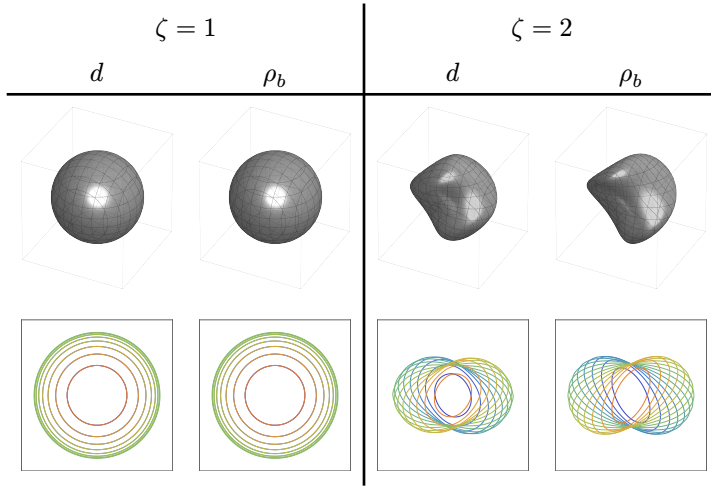 ζ = 1 ζ = 2
d ρ_b d ρ_b